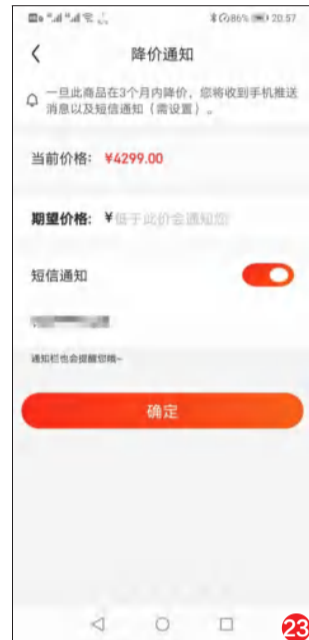 86% 20:57
降价通知
一旦此商品在3个月内降价，您将收到手机推送
消息以及短信通知（需设置）。
当前价格： ¥4299.00
期望价格： ¥低于此价会通知您
短信通知
通知栏也会提醒您哦~
确定
23